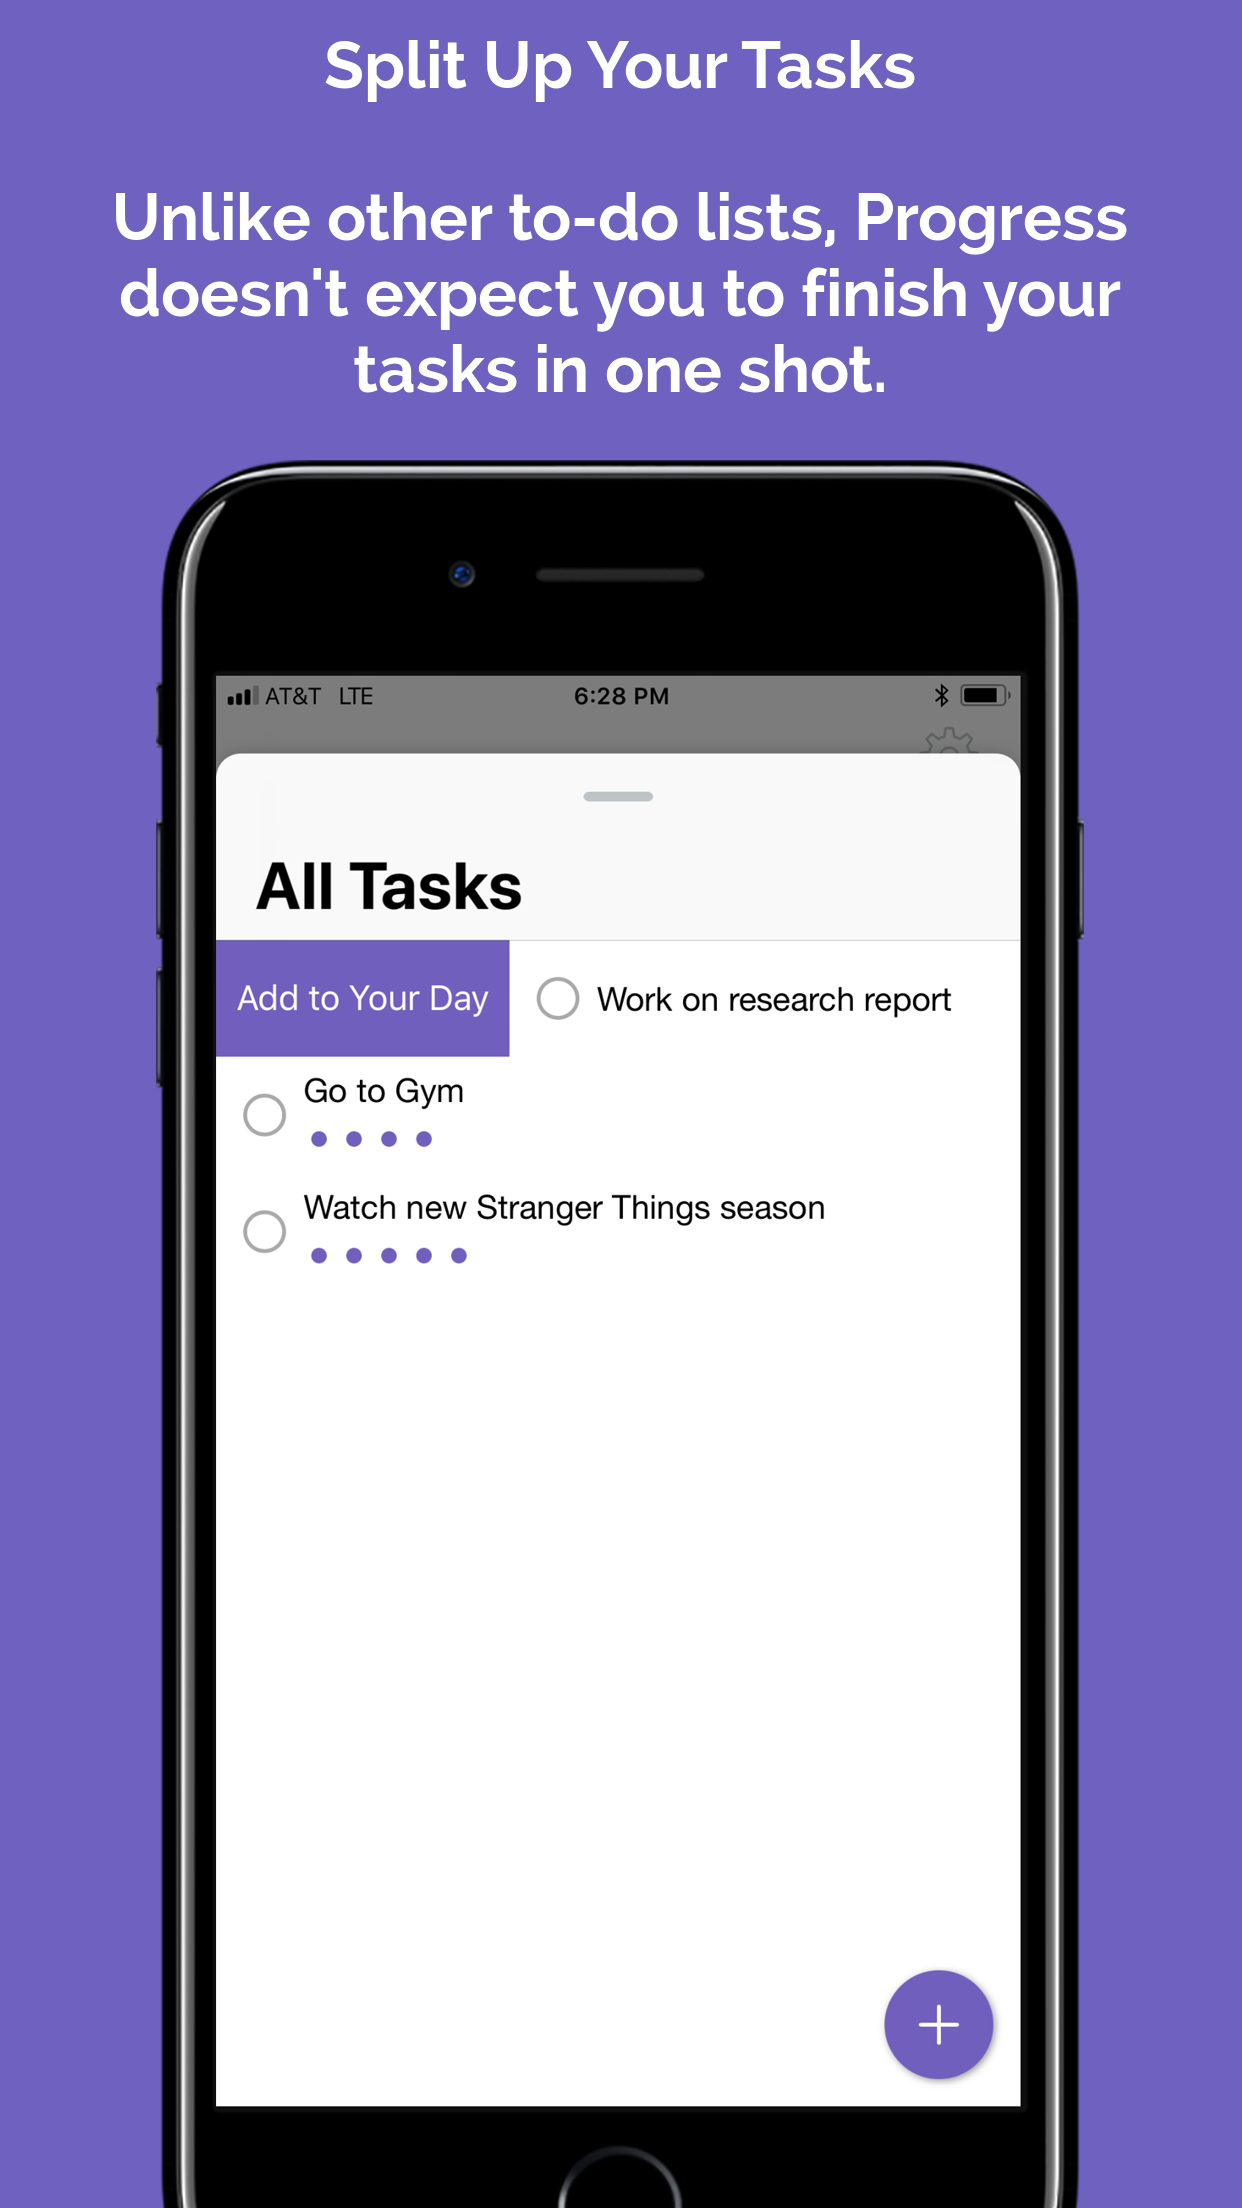 Split Up Your Tasks
Unlike other to-do lists, Progress
doesn't expect you to finish your
tasks in one shot.
AT&T LTE 6:28 PM
All Tasks
Add to Your Day Work on research report
Go to Gym
Watch new Stranger Things season